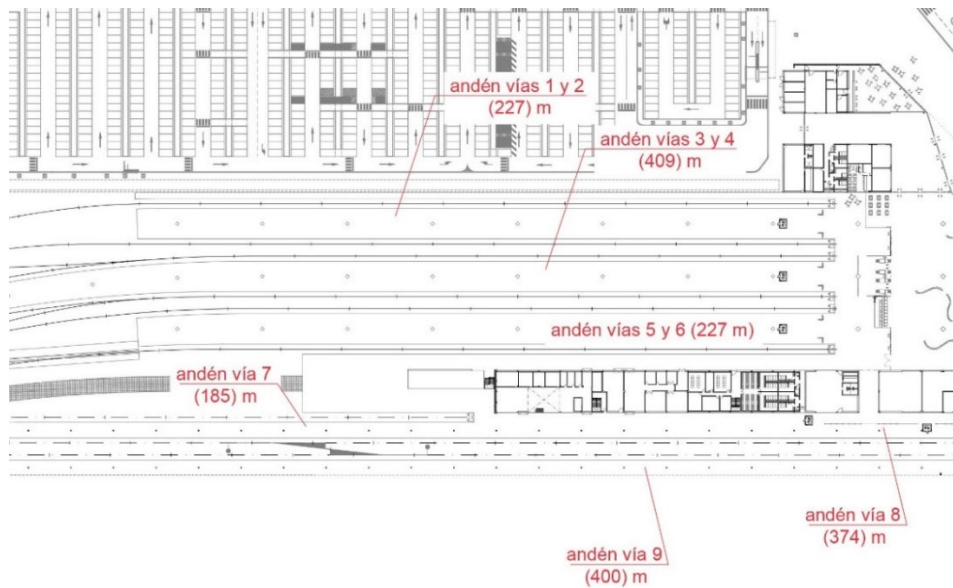 andén vías 1 y 2
(227) m
andén vías 3 y 4
(409) m
andén vías 5 y 6 (227 m)
andén vía 7
(185) m
andén vía 8
(374) m
andén vía 9
(400) m